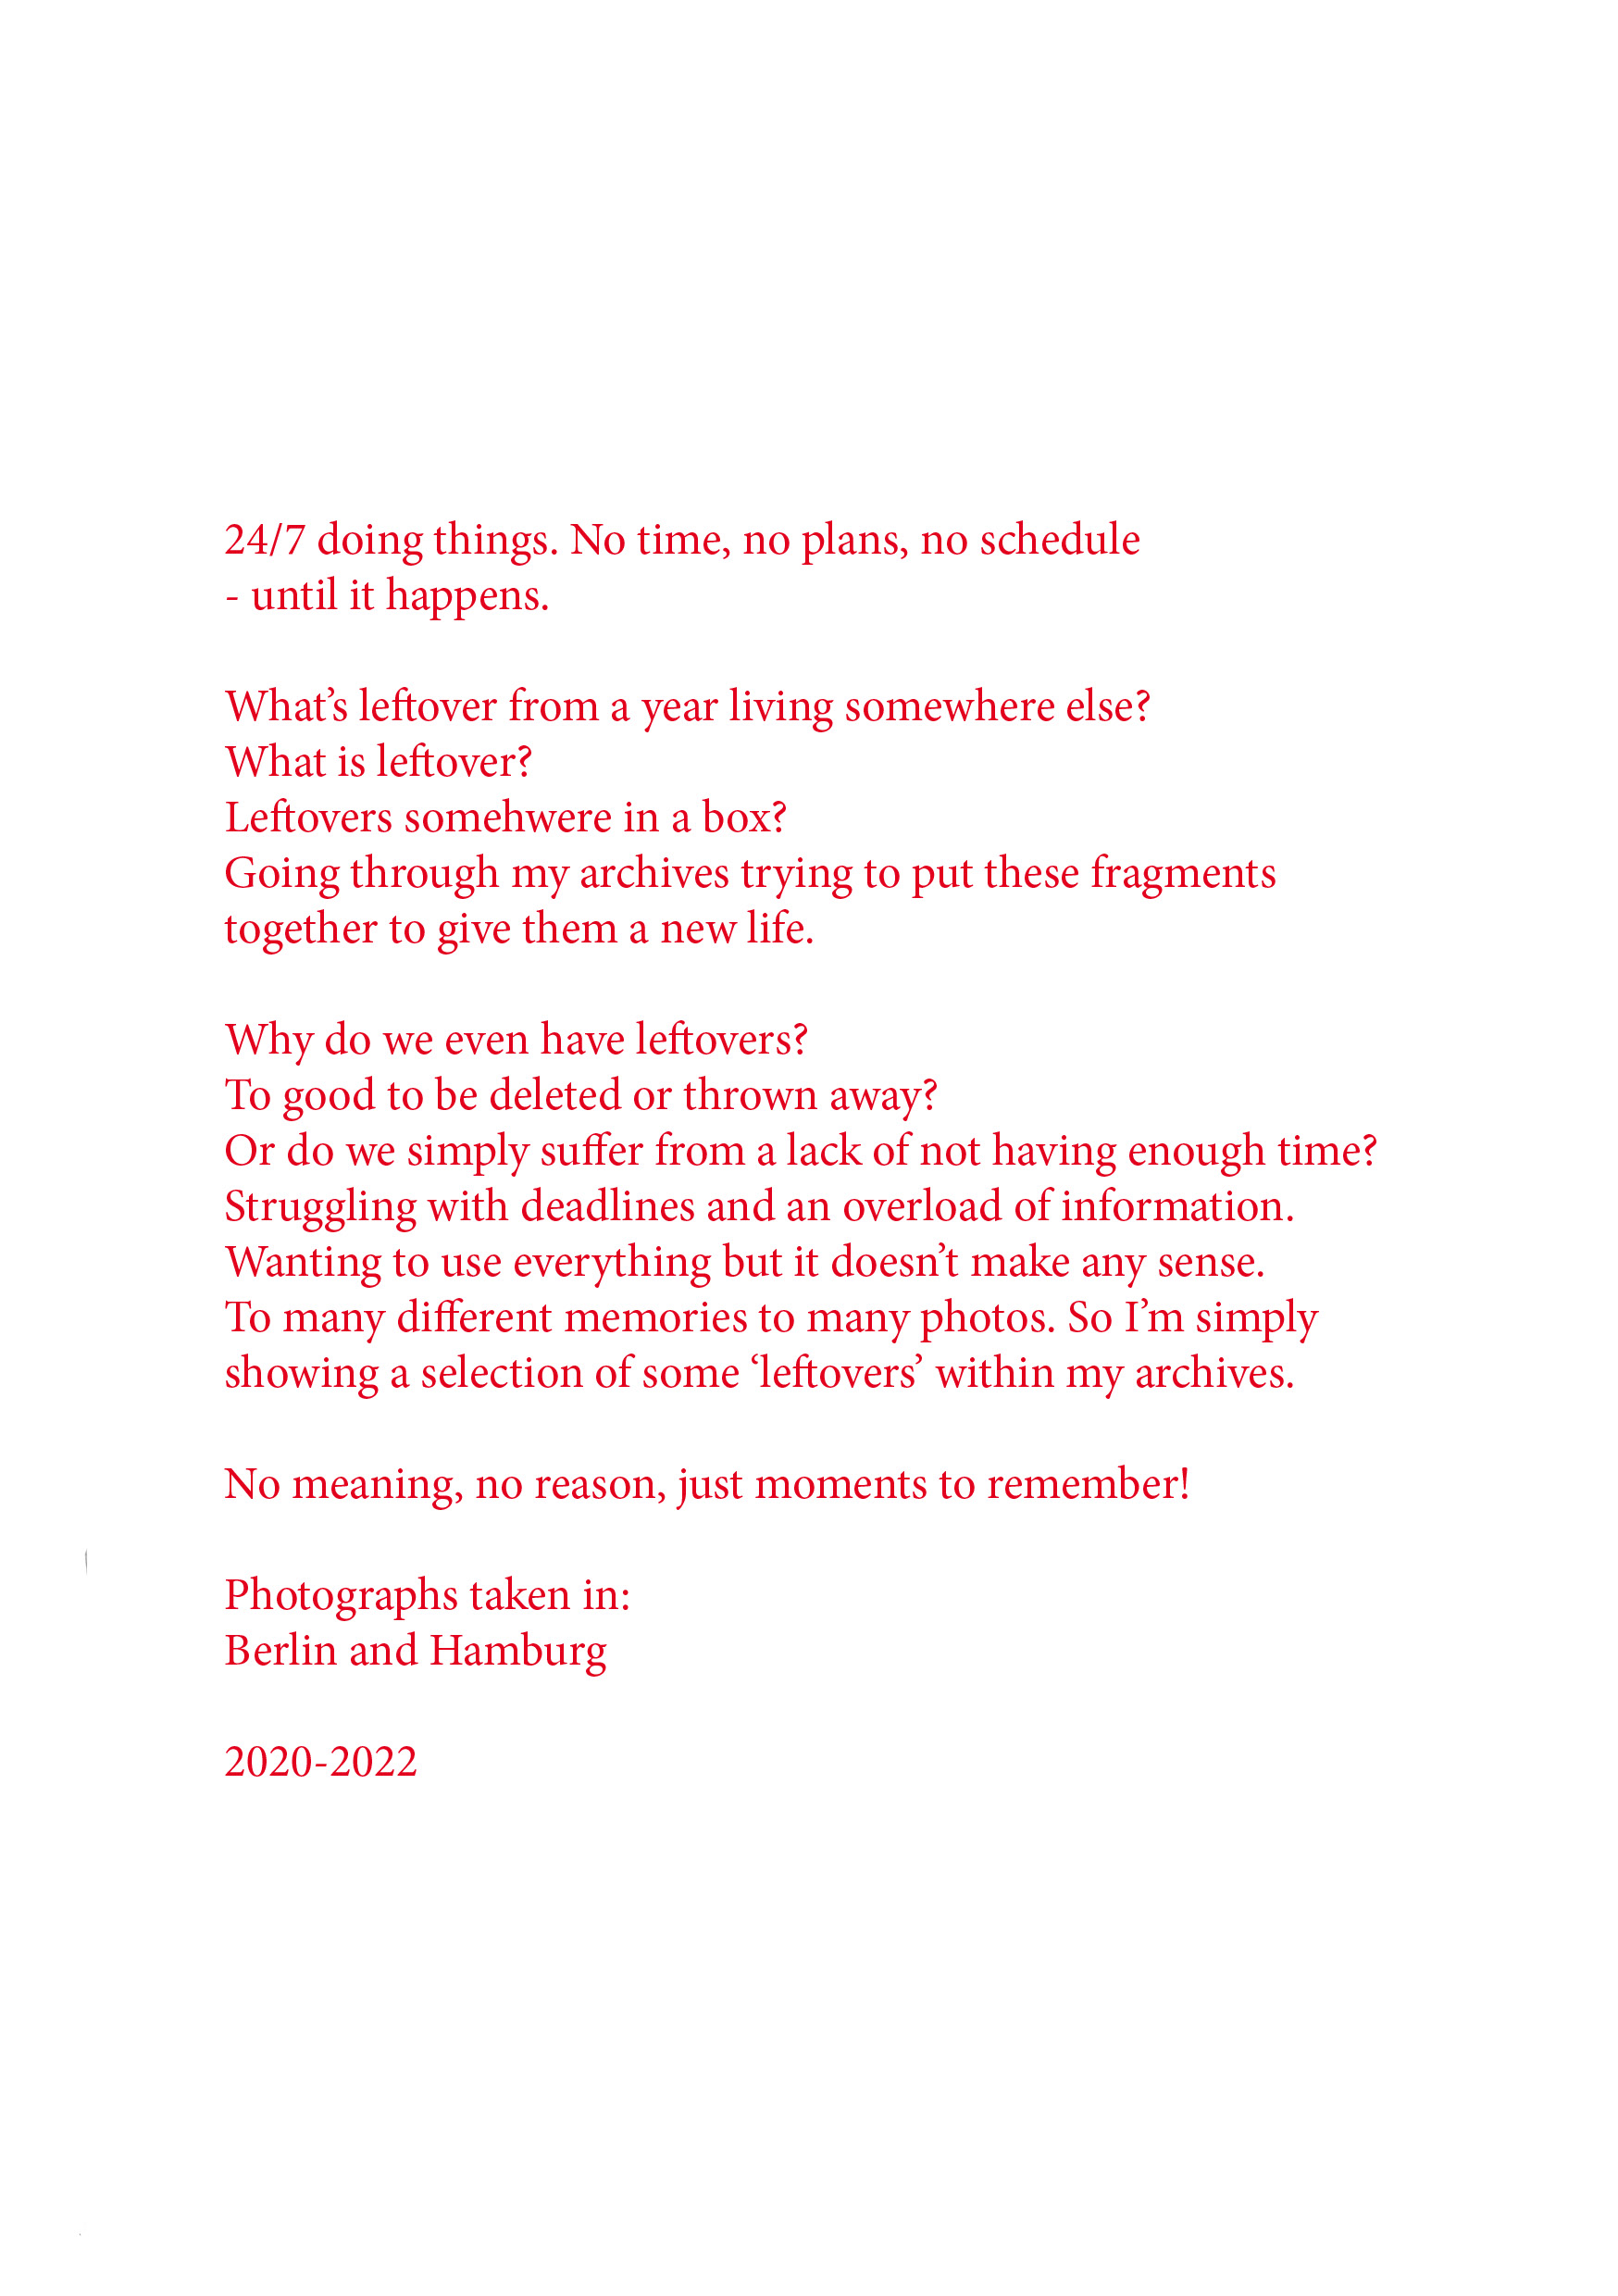 24/7 doing things. No time, no plans, no schedule
- until it happens.
What’s leftover from a year living somewhere else?
What is leftover?
Leftovers somehwere in a box?
Going through my archives trying to put these fragments
together to give them a new life.
Why do we even have leftovers?
To good to be deleted or thrown away?
Or do we simply suffer from a lack of not having enough time?
Struggling with deadlines and an overload of information.
Wanting to use everything but it doesn’t make any sense.
To many different memories to many photos. So I’m simply
showing a selection of some ‘leftovers’ within my archives.
No meaning, no reason, just moments to remember!
Photographs taken in:
Berlin and Hamburg
2020-2022